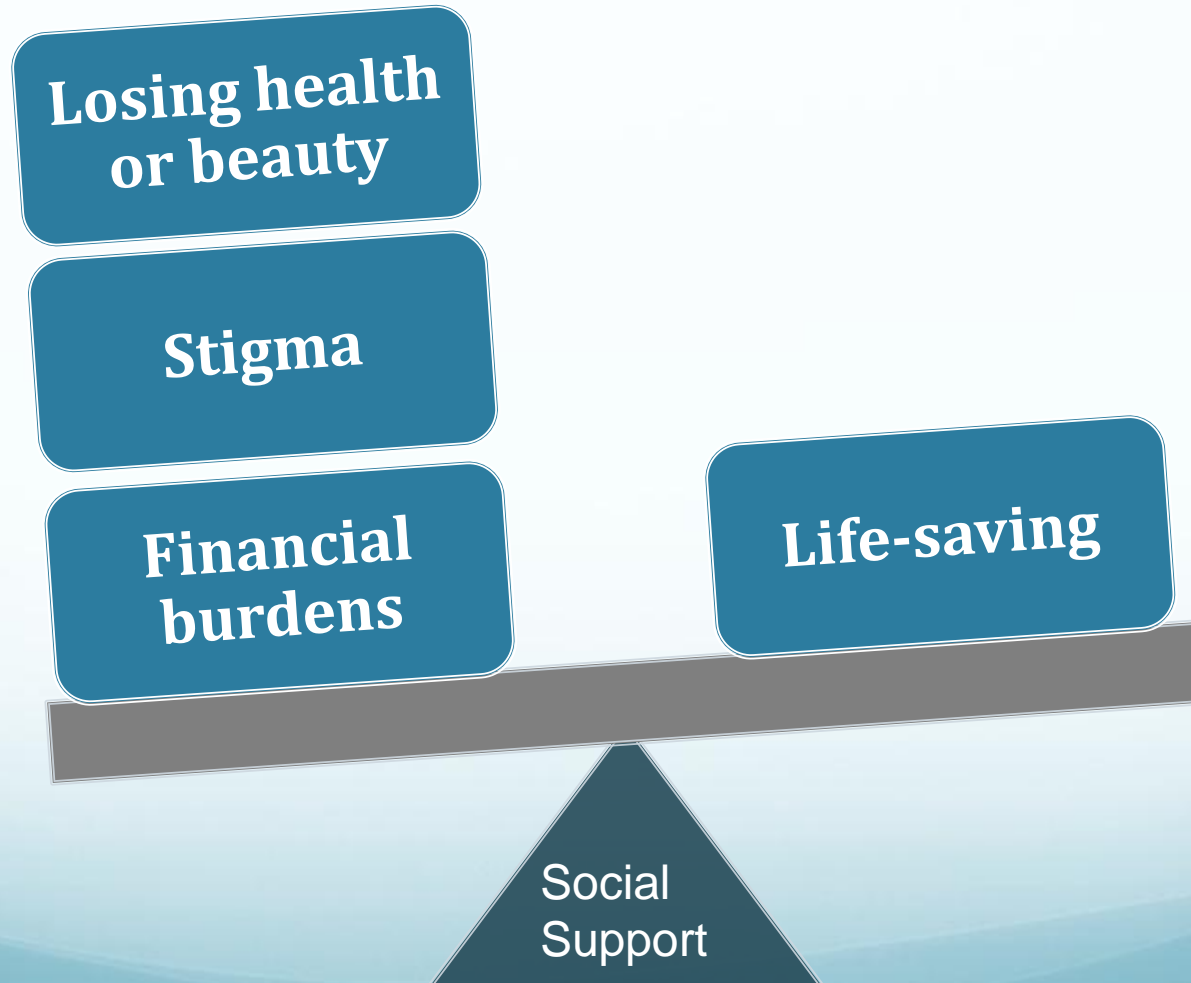 Losing health
or beauty
Stigma
Financial
burdens
Life-saving
Social
Support